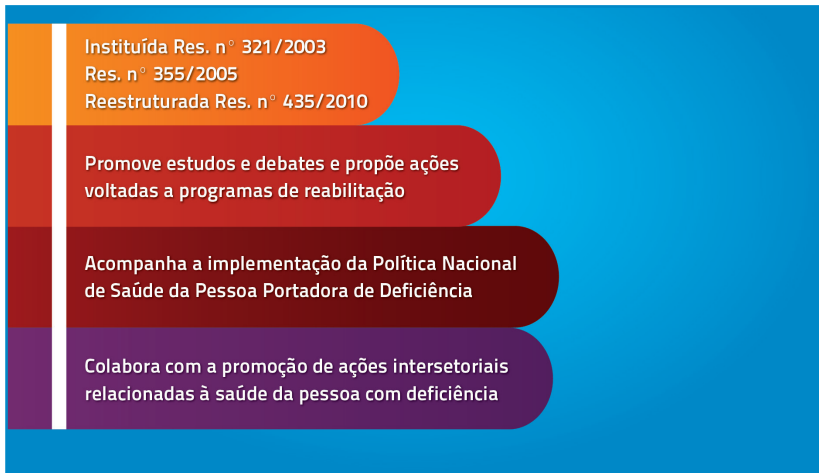 Instituída Res. n° 321/2003
Res. n° 355/2005
Reestruturada Res. n° 435/2010
Promove estudos e debates e propõe ações
voltadas a programas de reabilitação
Acompanha a implementação da Política Nacional
de Saúde da Pessoa Portadora de Deficiência
Colabora com a promoção de ações intersetoriais
relacionadas à saúde da pessoa com deficiência